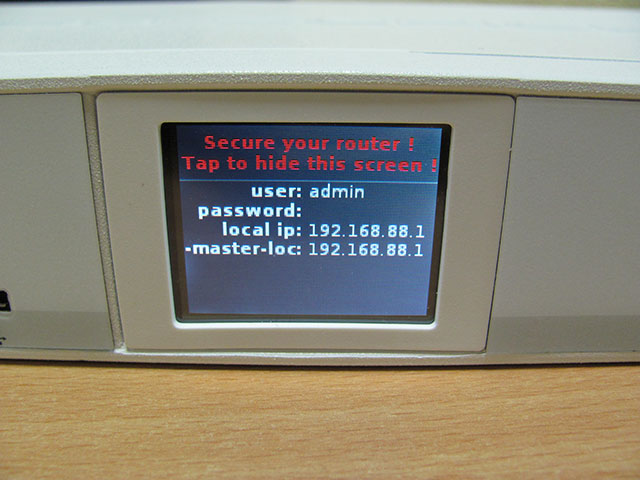 Secure your router !
Tap to hide this screen !
user: admin
password:
local ip: 192.168.88.1
-master-loc: 192.168.88.1